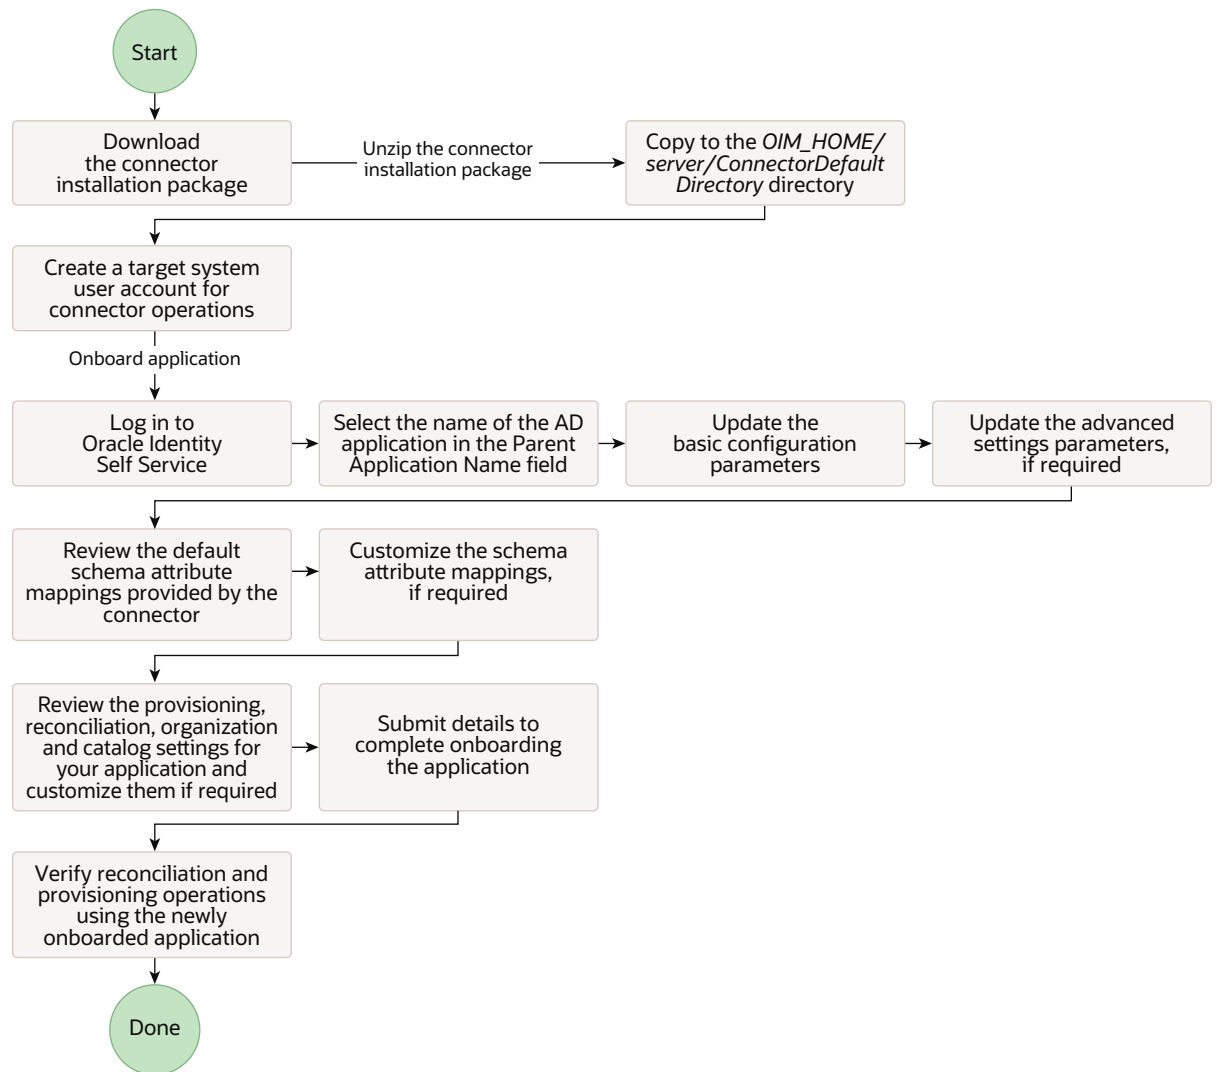 Start
Download
the connector
installation package
Unzip the connector
installation package
Copy to the OIM_HOME/
server/ConnectorDefault
Directory directory
Create a target system
user account for
connector operations
Onboard application
Log in to
Oracle Identity
Self Service
Select the name of the AD
application in the Parent
Application Name field
Update the
basic configuration
parameters
Update the advanced
settings parameters,
if required
Review the default
schema attribute
mappings provided by the
connector
Customize the schema
attribute mappings,
if required
Review the provisioning,
reconciliation, organization
and catalog settings for
your application and
customize them if required
Submit details to
complete onboarding
the application
Verify reconciliation and
provisioning operations
using the newly
onboarded application
Done